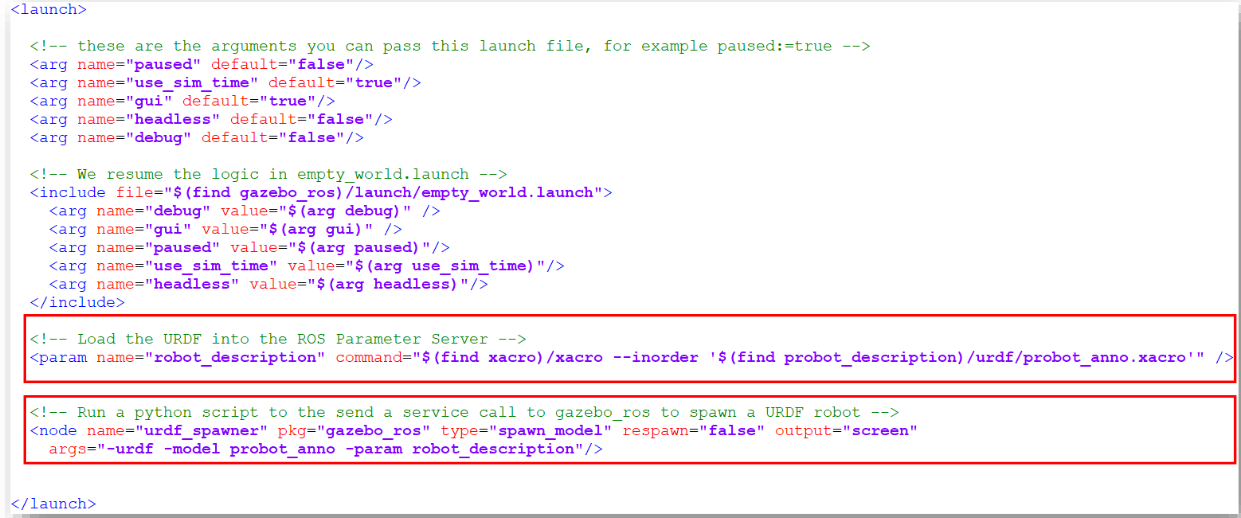 <launch>
<!-- these are the arguments you can pass this launch file, for example paused:=true -->
<arg name="paused" default="false"/>
<arg name="use_sim_time" default="true"/>
<arg name="gui" default="true"/>
<arg name="headless" default="false"/>
<arg name="debug" default="false"/>
<!-- We resume the logic in empty_world.launch -->
<include file="$(find gazebo_ros)/launch/empty_world.launch">
<arg name="debug" value="$(arg debug)" />
<arg name="gui" value="$(arg gui)" />
<arg name="paused" value="$(arg paused)"/>
<arg name="use_sim_time" value="$(arg use_sim_time)"/>
<arg name="headless" value="$(arg headless)"/>
</include>
<!-- Load the URDF into the ROS Parameter Server -->
<param name="robot_description" command="$(find xacro)/xacro --inorder '$(find probot_description)/urdf/probot_anno.xacro'" />
<!-- Run a python script to the send a service call to gazebo_ros to spawn a URDF robot -->
<node name="urdf_spawner" pkg="gazebo_ros" type="spawn_model" respawn="false" output="screen"
args="-urdf -model probot_anno -param robot_description"/>
</launch>